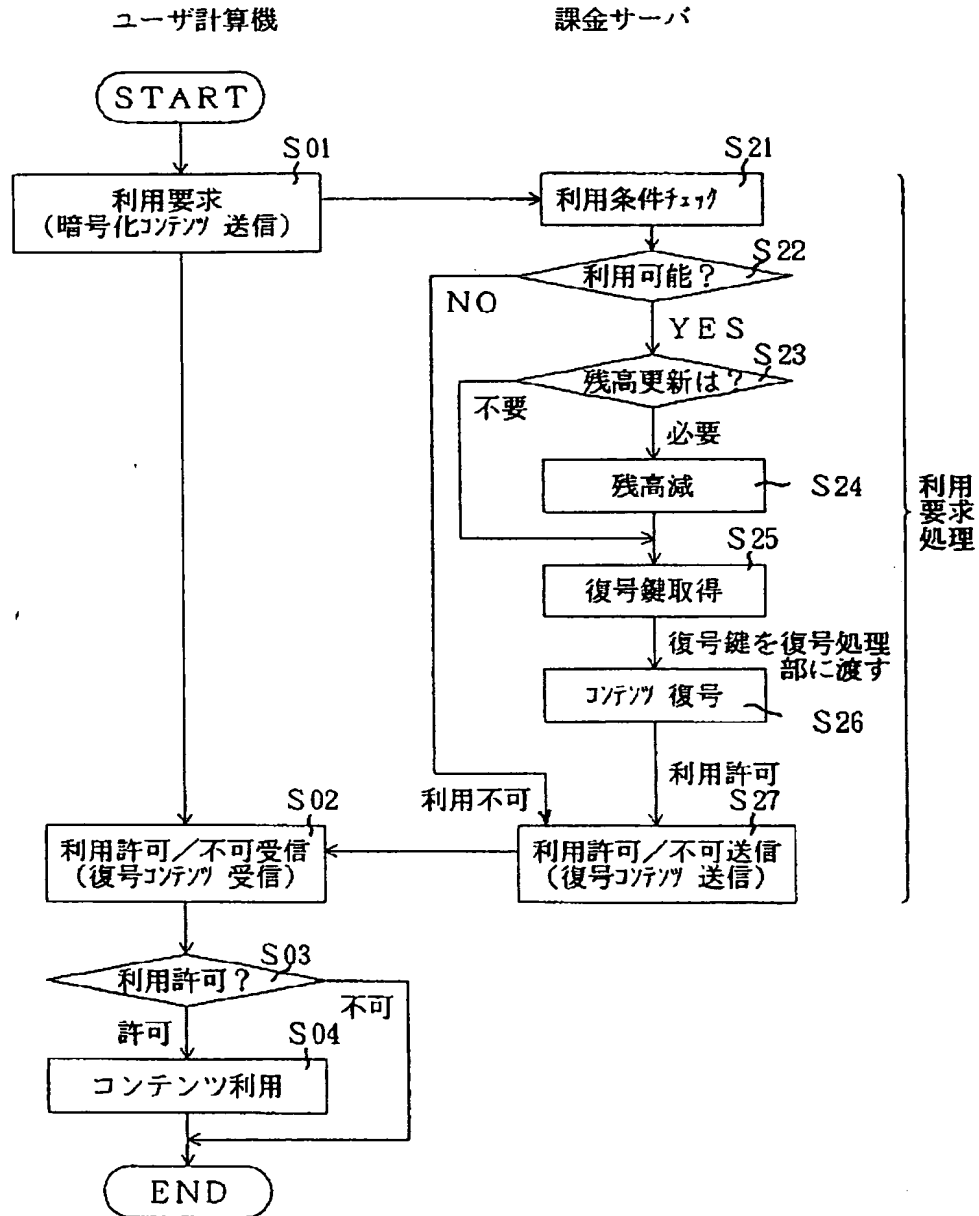 ユーザ計算機
課金サーバ
START
S01
利用要求
(暗号化コンテンツ 送信)
S21
利用条件チェック
S22
利用可能?
NO
YES
S23
残高更新は?
不要
必要
残高減
S24
S25
復号鍵取得
復号鍵を復号処理
部に渡す
コンテンツ 復号
S26
利用許可
利用不可
S27
利用許可/不可送信
(復号コンテンツ 送信)
利用
要求
処理
S02
利用許可/不可受信
(復号コンテンツ 受信)
S03
利用許可?
不可
許可
S04
コンテンツ利用
END